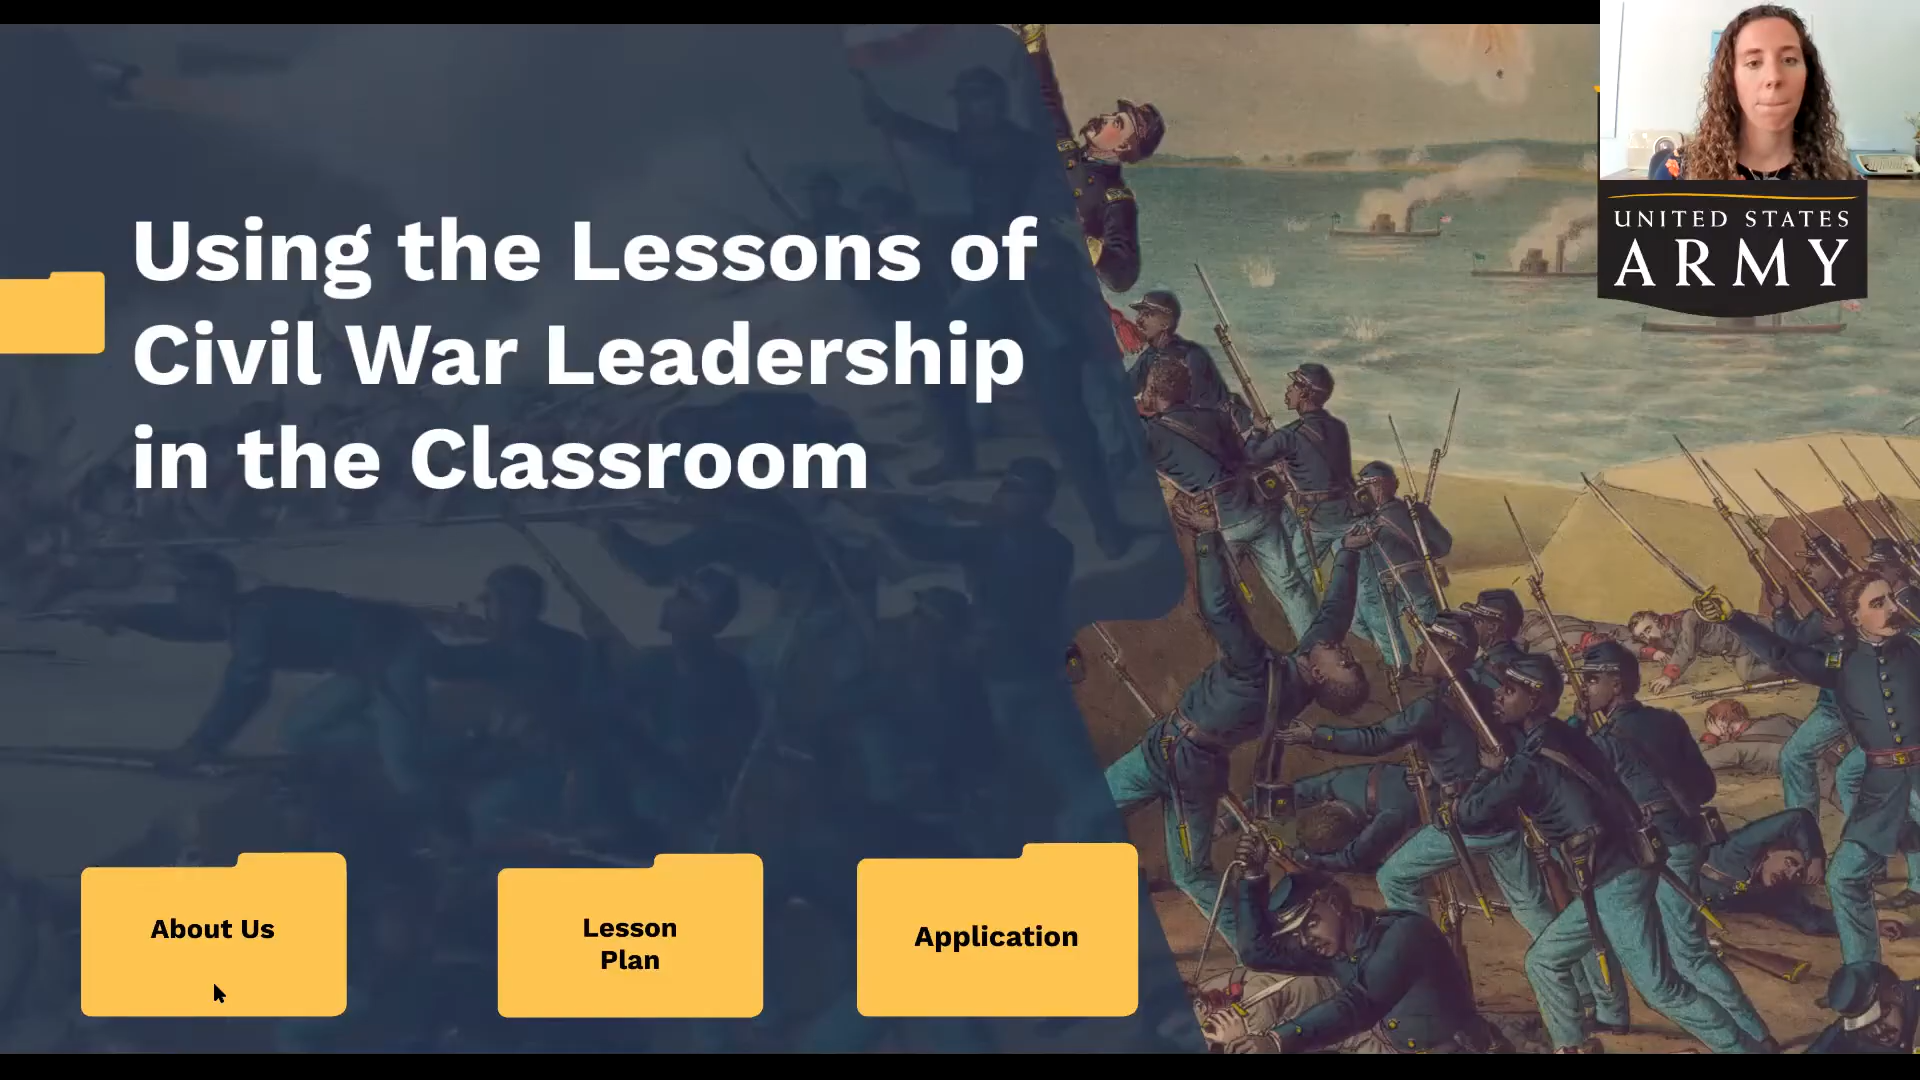 UNITED STATES
ARMY
Using the Lessons of
Civil War Leadership
in the Classroom
About Us
Lesson
Plan
Application